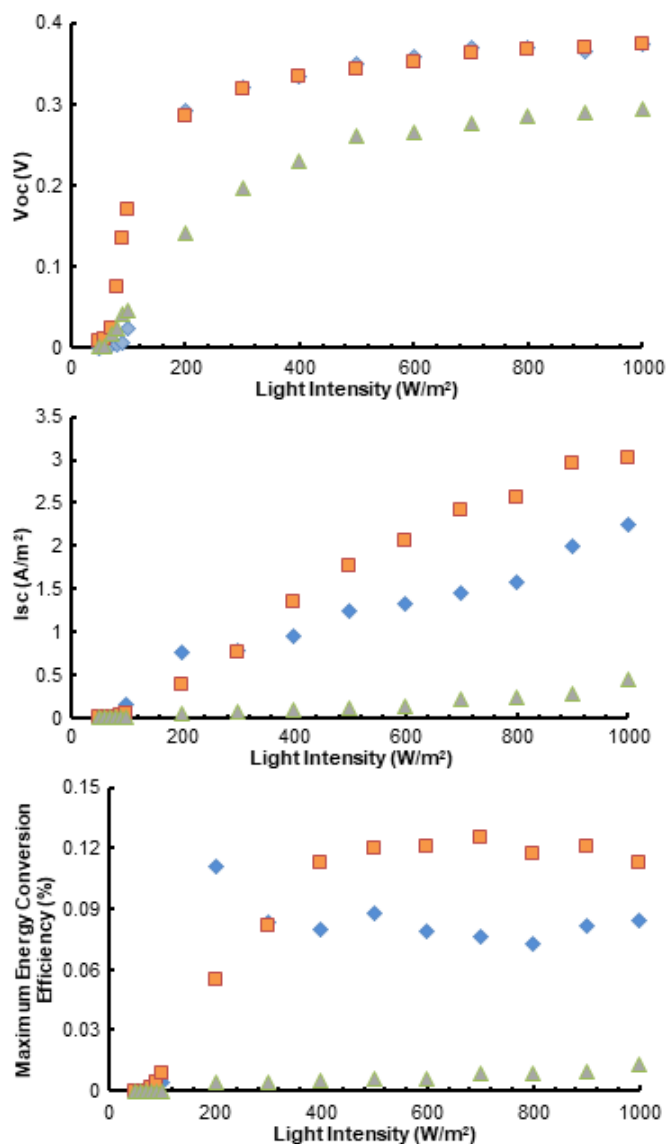 0.4
0.3
0.2
0.1
0
Voc (V)
0 200 400 600 800 1000
Light Intensity (W/m²)
3.5
3
2.5
2
1.5
1
0.5
0
Isc (A/m²)
0 200 400 600 800 1000
Light Intensity (W/m²)
0.15
0.12
0.09
0.06
0.03
0
Maximum Energy Conversion
Efficiency (%)
0 200 400 600 800 1000
Light Intensity (W/m²)